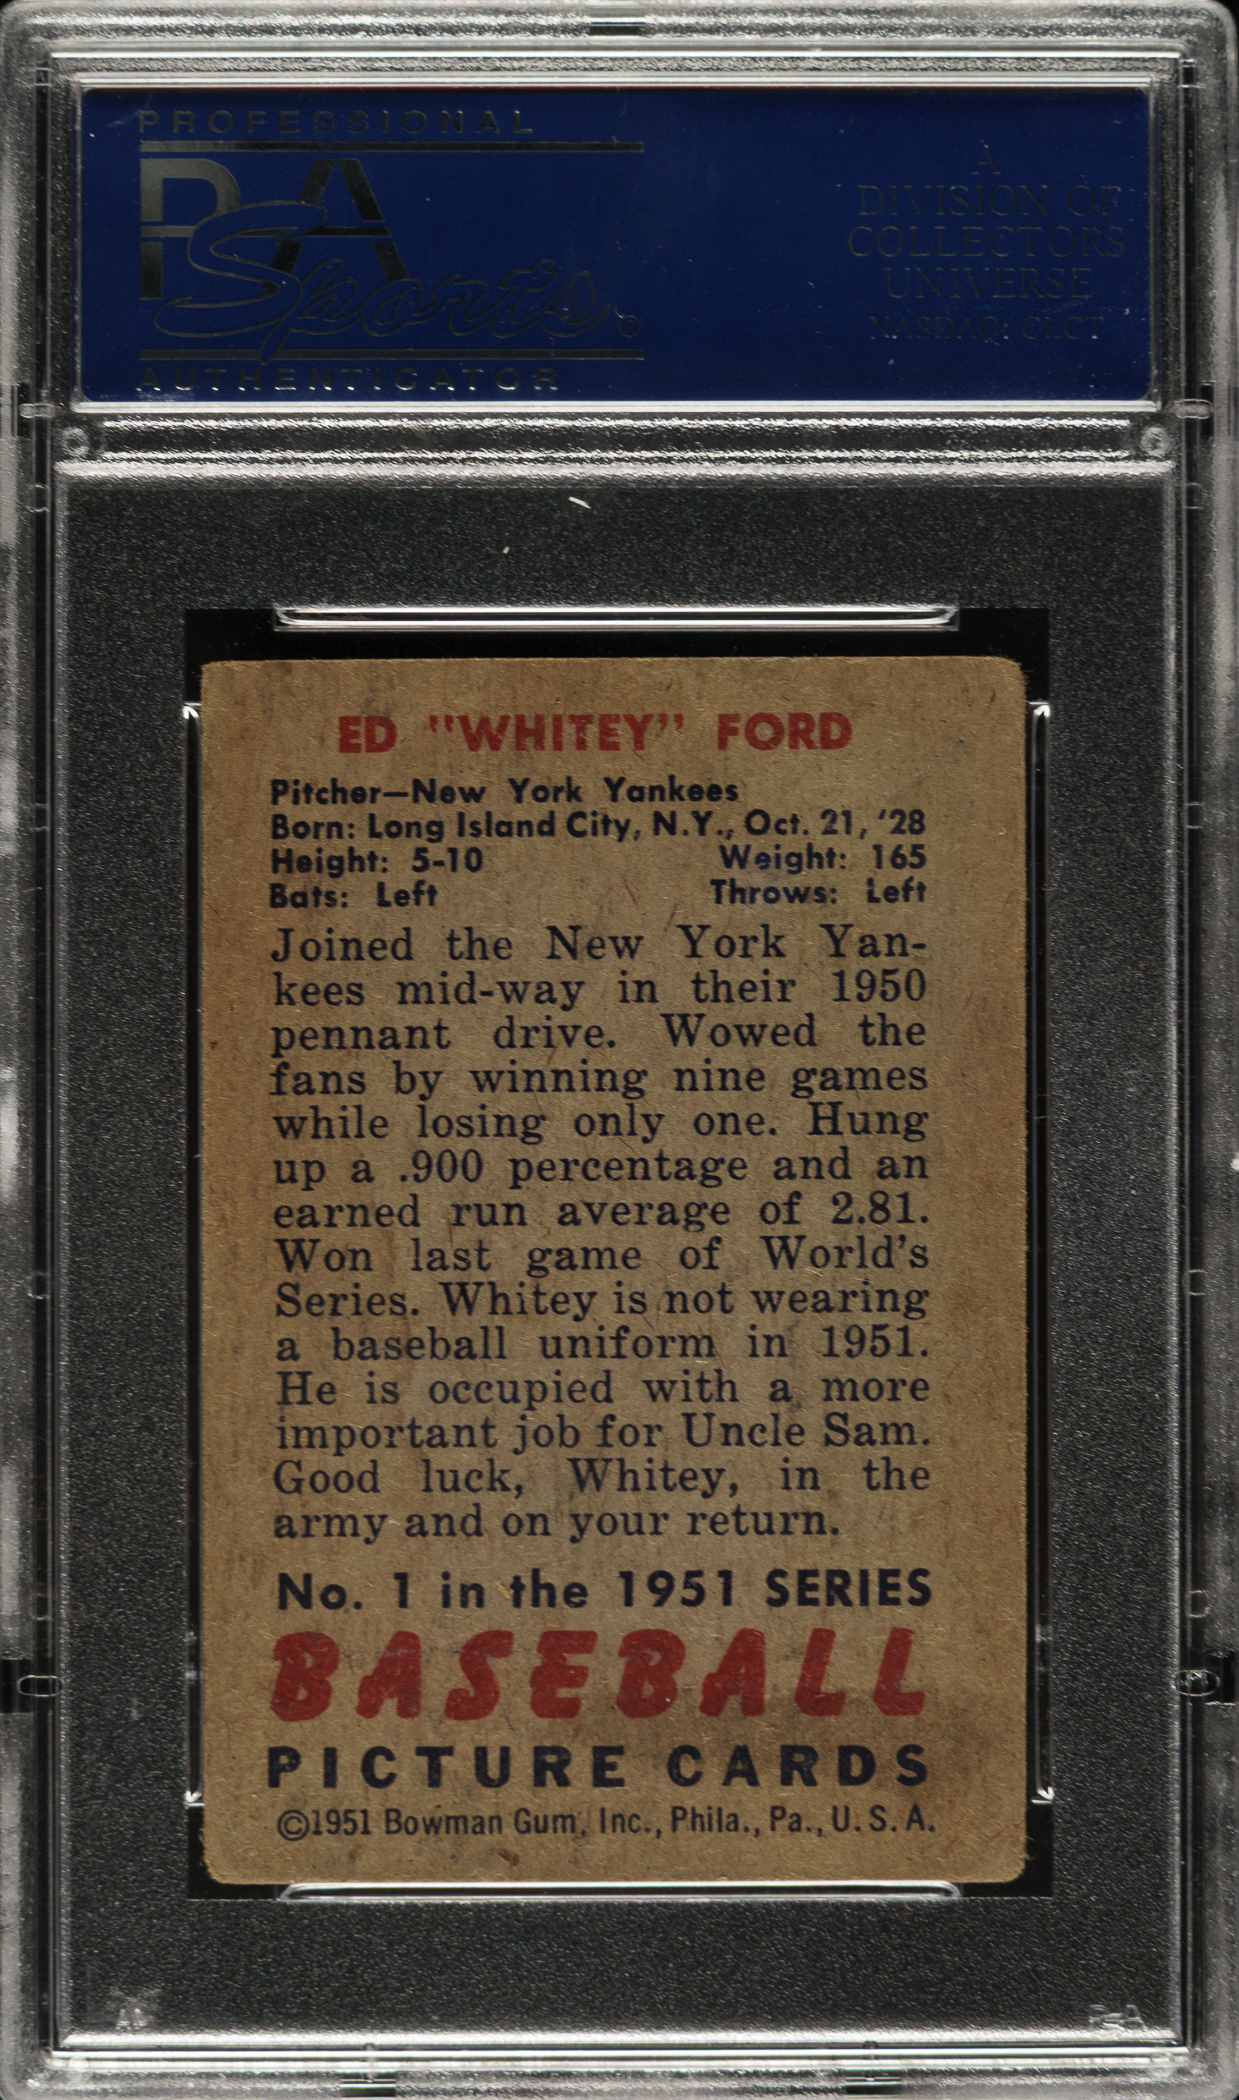 PROFESSIONAL
PSA
Sports®
AUTHENTICATOR
A
DIVISION OF
COLLECTORS
UNIVERSE
NASDAQ: CLCT
ED "WHITEY" FORD
Pitcher—New York Yankees
Born: Long Island City, N.Y., Oct. 21, '28
Height: 5-10 Weight: 165
Bats: Left Throws: Left
Joined the New York Yan-
kees mid-way in their 1950
pennant drive. Wowed the
fans by winning nine games
while losing only one. Hung
up a .900 percentage and an
earned run average of 2.81.
Won last game of World's
Series. Whitey is not wearing
a baseball uniform in 1951.
He is occupied with a more
important job for Uncle Sam.
Good luck, Whitey, in the
army and on your return.
No. 1 in the 1951 SERIES
BASEBALL
PICTURE CARDS
©1951 Bowman Gum, Inc., Phila., Pa., U.S.A.
PSA